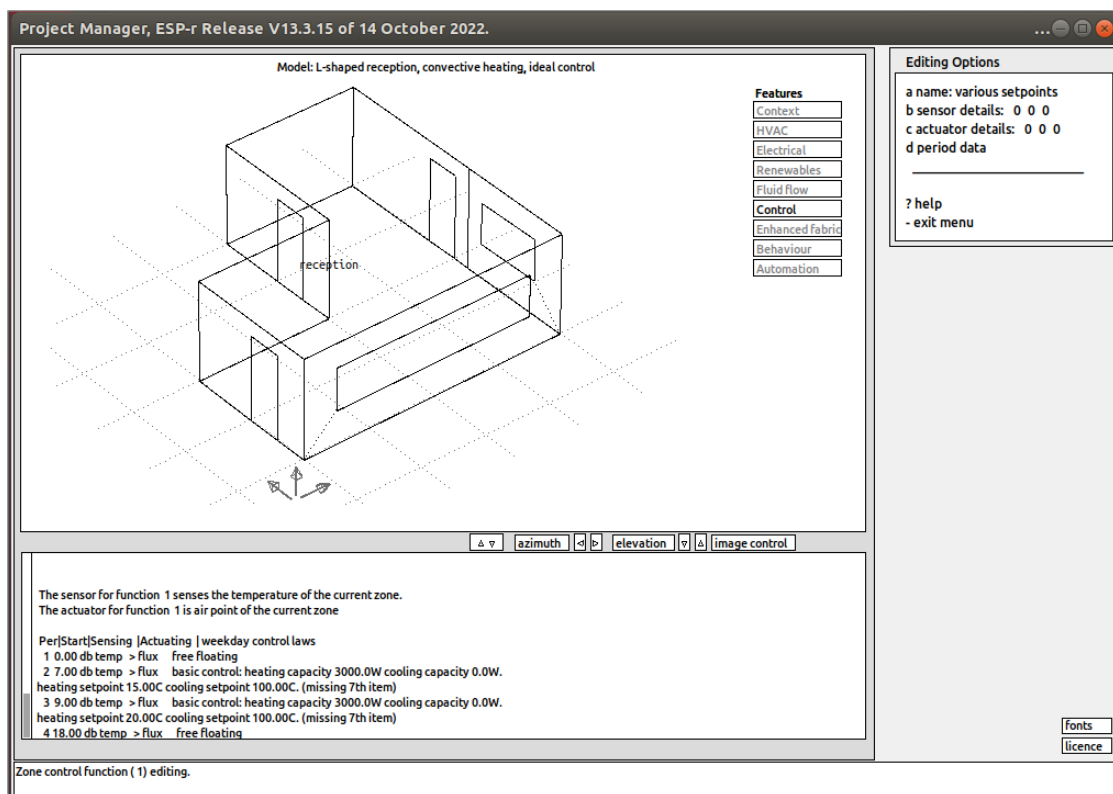 Project Manager, ESP-r Release V13.3.15 of 14 October 2022.
...
Model: L-shaped reception, convective heating, ideal control
Features
Context
HVAC
Electrical
Renewables
Fluid flow
Control
Enhanced fabric
Behaviour
Automation
reception
azimuth
elevation
image control
The sensor for function 1 senses the temperature of the current zone.
The actuator for function 1 is air point of the current zone
Per|Start|Sensing |Actuating | weekday control laws
1 0.00 db temp > flux free floating
2 7.00 db temp > flux basic control: heating capacity 3000.0W cooling capacity 0.0W.
heating setpoint 15.00C cooling setpoint 100.00C. (missing 7th item)
3 9.00 db temp > flux basic control: heating capacity 3000.0W cooling capacity 0.0W.
heating setpoint 20.00C cooling setpoint 100.00C. (missing 7th item)
4 18.00 db temp > flux free floating
Editing Options
a name: various setpoints
b sensor details: 0 0 0
c actuator details: 0 0 0
d period data
? help
- exit menu
fonts
licence
Zone control function ( 1) editing.